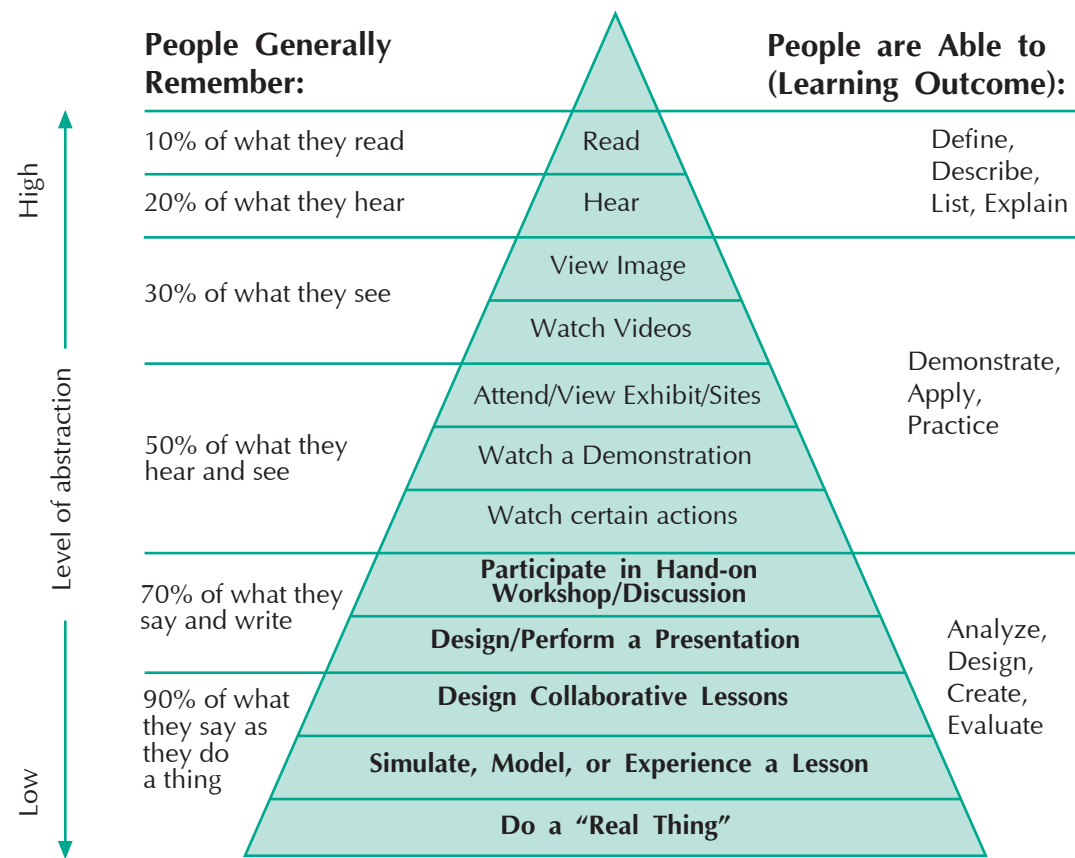 People Generally
Remember:
People are Able to
(Learning Outcome):
High
Level of abstraction
Low
10% of what they read
Read
Define,
Describe,
List, Explain
20% of what they hear
Hear
30% of what they see
View Image
Watch Videos
Demonstrate,
Apply,
Practice
50% of what they
hear and see
Attend/View Exhibit/Sites
Watch a Demonstration
Watch certain actions
70% of what they
say and write
Participate in Hand-on
Workshop/Discussion
Design/Perform a Presentation
Analyze,
Design,
Create,
Evaluate
90% of what
they say as
they do
a thing
Design Collaborative Lessons
Simulate, Model, or Experience a Lesson
Do a “Real Thing”